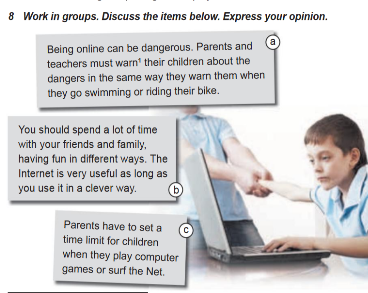 8 Work in groups. Discuss the items below. Express your opinion.
a
Being online can be dangerous. Parents and
teachers must warn¹ their children about the
dangers in the same way they warn them when
they go swimming or riding their bike.
You should spend a lot of time
with your friends and family,
having fun in different ways. The
Internet is very useful as long as
you use it in a clever way.
b
Parents have to set a
c
time limit for children
when they play computer
games or surf the Net.